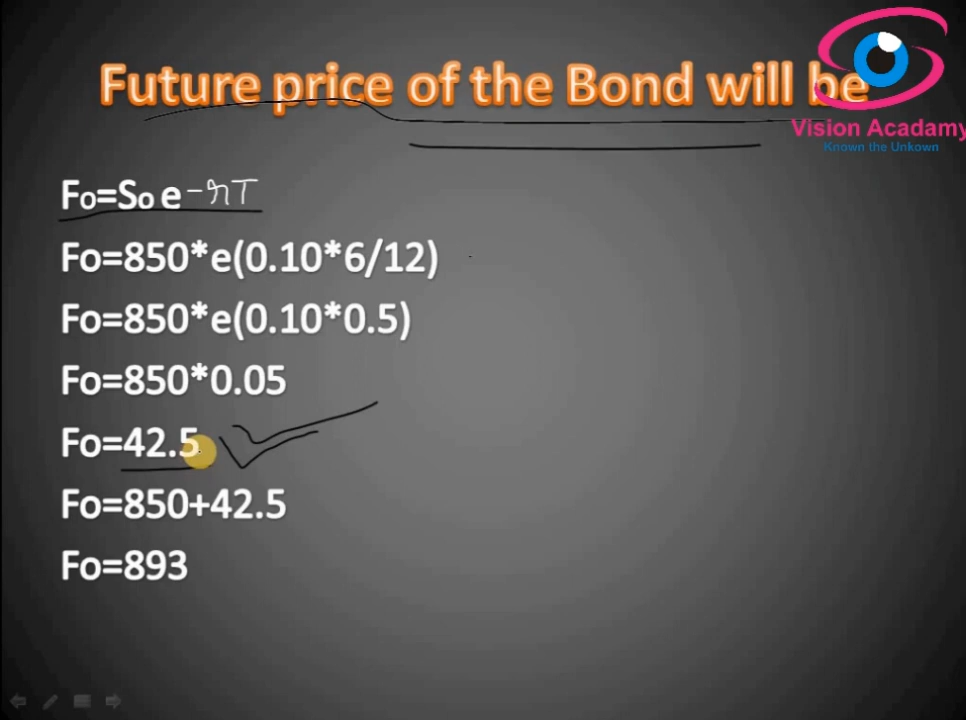 Future price of the Bond will be
Vision Acadamy
Known the Unkown
Fo=So e -rT
Fo=850*e(0.10*6/12)
Fo=850*e(0.10*0.5)
Fo=850*0.05
Fo=42.5
Fo=850+42.5
Fo=893